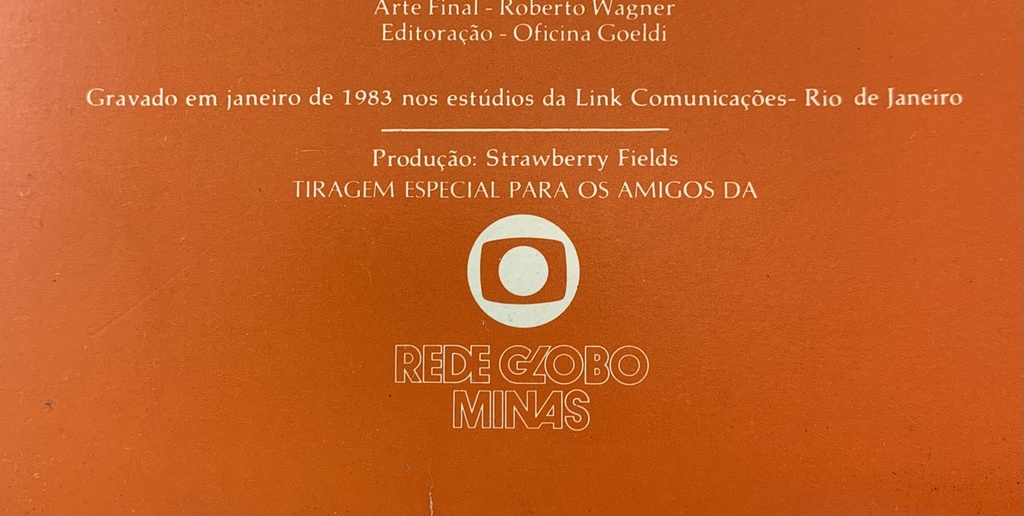 Arte Final - Roberto Wagner
Editoração - Oficina Goeldi
Gravado em janeiro de 1983 nos estúdios da Link Comunicações- Rio de Janeiro
Produção: Strawberry Fields
TIRAGEM ESPECIAL PARA OS AMIGOS DA
REDE GLOBO
MINAS